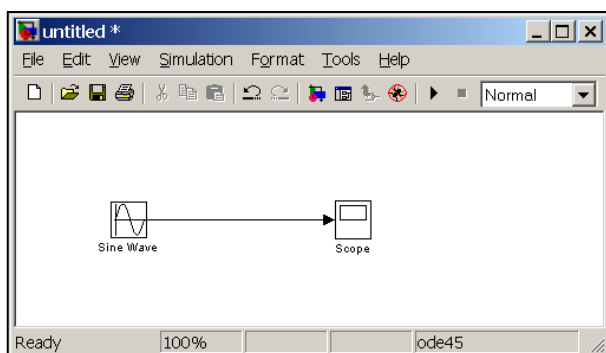 untitled *
File Edit View Simulation Format Tools Help
Normal
Sine Wave
Scope
Ready 100% ode45